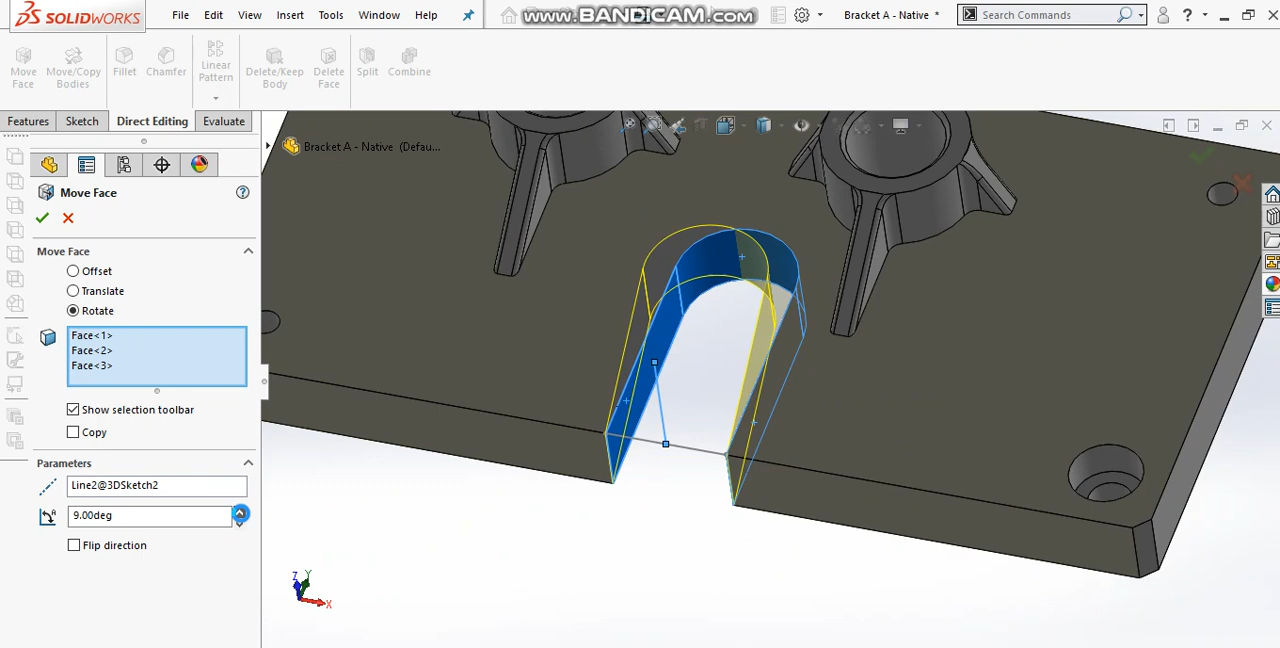 SOLIDWORKS
File Edit View Insert Tools Window Help
www.BANDICAM.com
Bracket A - Native *
Search Commands
?
Move Face
Move/Copy Bodies
Fillet
Chamfer
Linear Pattern
Delete/Keep Body
Delete Face
Split
Combine
Features Sketch Direct Editing Evaluate
Bracket A - Native (Defau...
Move Face
?
Move Face
Offset
Translate
Rotate
Face<1>
Face<2>
Face<3>
Show selection toolbar
Copy
Parameters
Line2@3DSketch2
9.00deg
Flip direction
Z Y
X